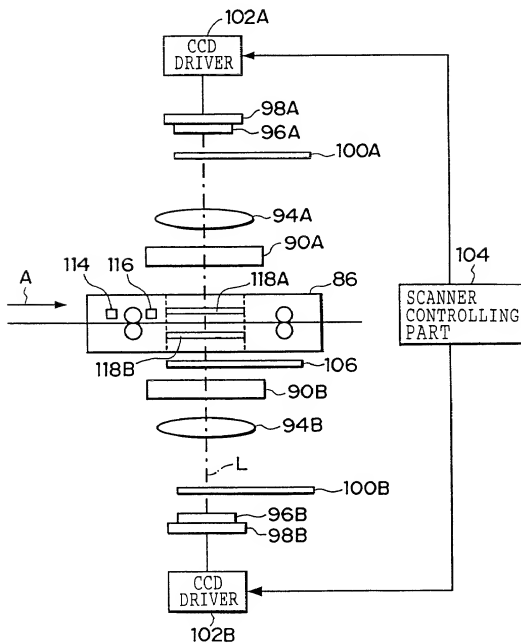 102A
CCD
DRIVER
98A
96A
100A
94A
90A
104
A
114
116
118A
86
SCANNER
CONTROLLING
PART
118B
106
90B
94B
L
100B
96B
98B
CCD
DRIVER
102B